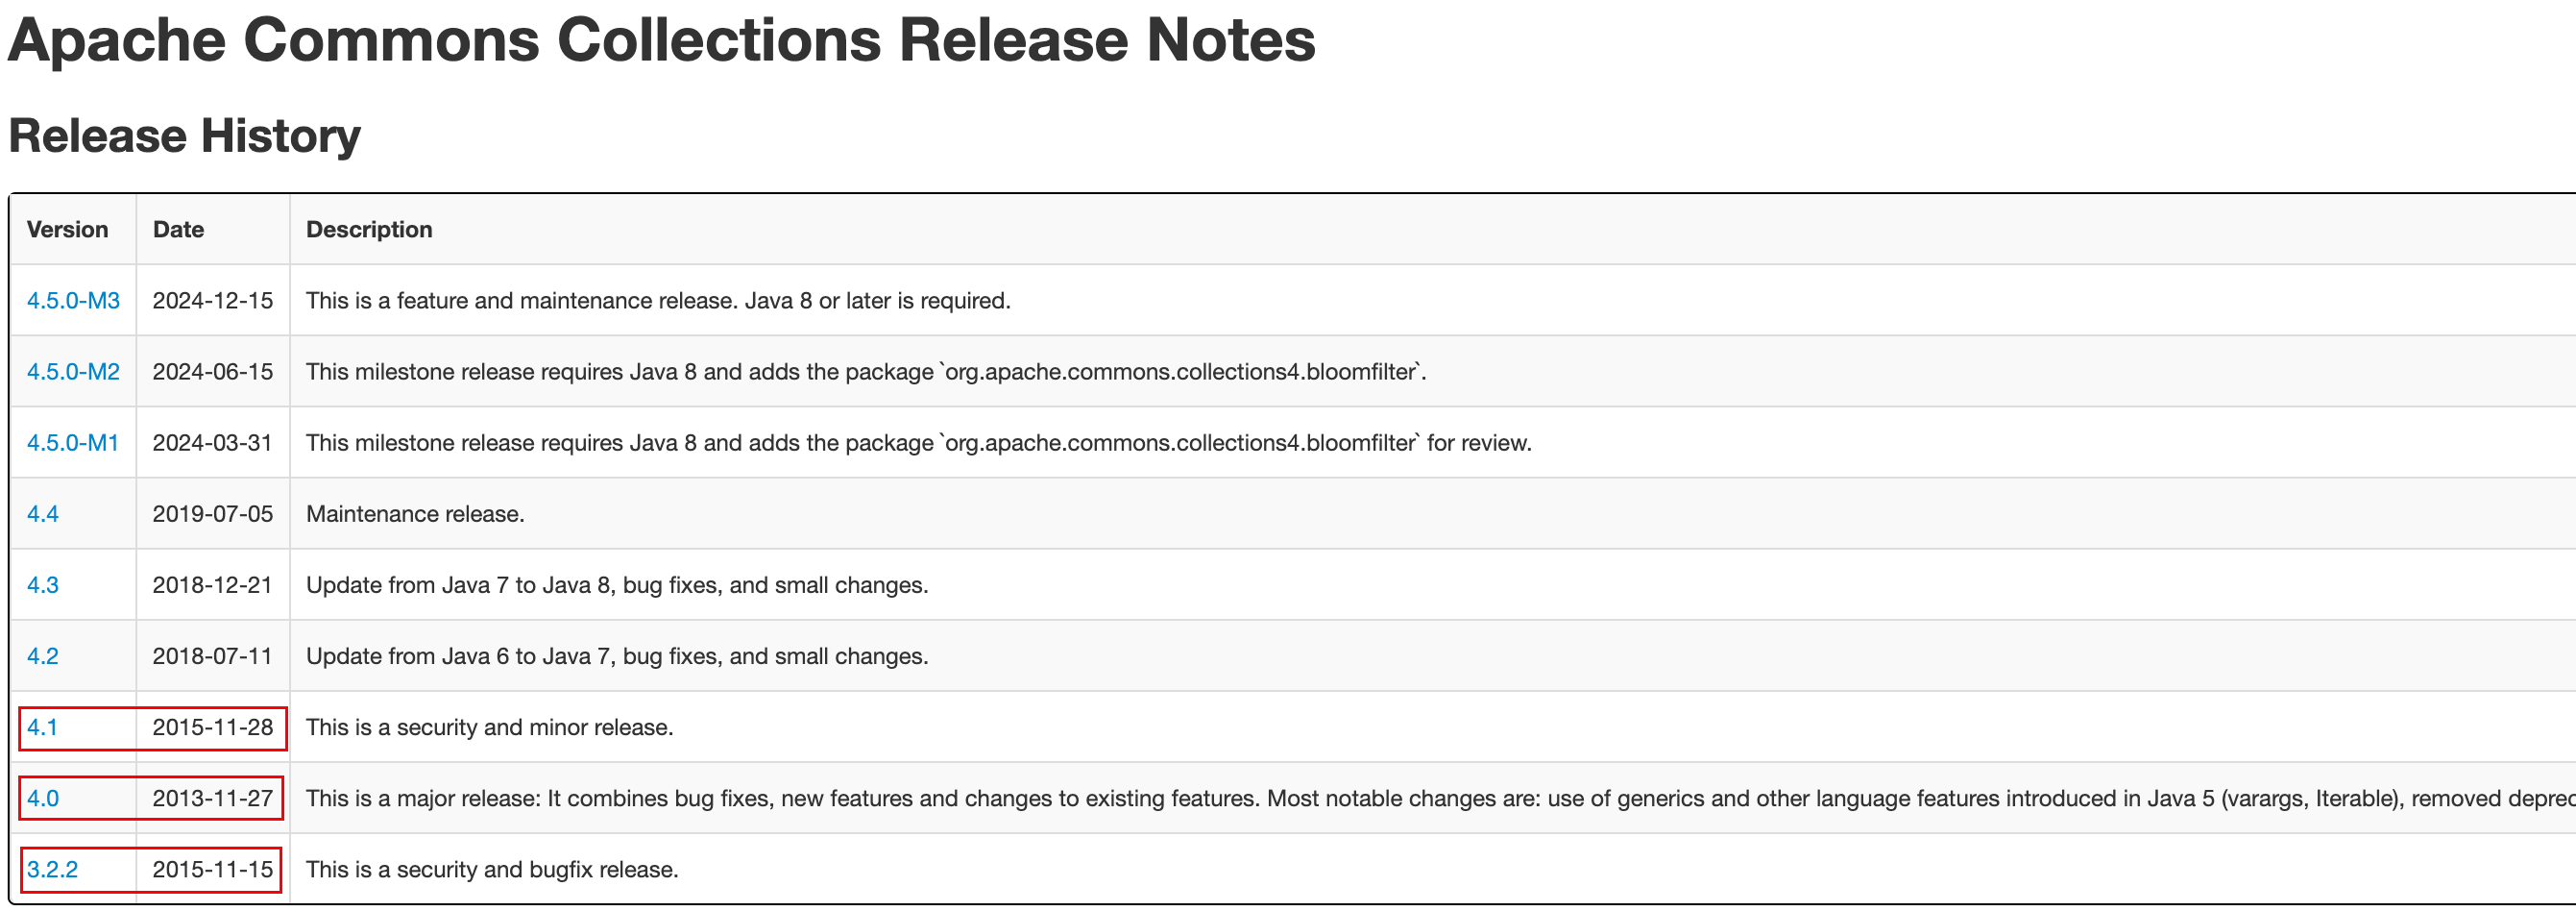 Apache Commons Collections Release Notes
Release History
Version Date Description
4.5.0-M3 2024-12-15 This is a feature and maintenance release. Java 8 or later is required.
4.5.0-M2 2024-06-15 This milestone release requires Java 8 and adds the package `org.apache.commons.collections4.bloomfilter`.
4.5.0-M1 2024-03-31 This milestone release requires Java 8 and adds the package `org.apache.commons.collections4.bloomfilter` for review.
4.4 2019-07-05 Maintenance release.
4.3 2018-12-21 Update from Java 7 to Java 8, bug fixes, and small changes.
4.2 2018-07-11 Update from Java 6 to Java 7, bug fixes, and small changes.
4.1 2015-11-28 This is a security and minor release.
4.0 2013-11-27 This is a major release: It combines bug fixes, new features and changes to existing features. Most notable changes are: use of generics and other language features introduced in Java 5 (varargs, Iterable), removed
3.2.2 2015-11-15 This is a security and bugfix release.